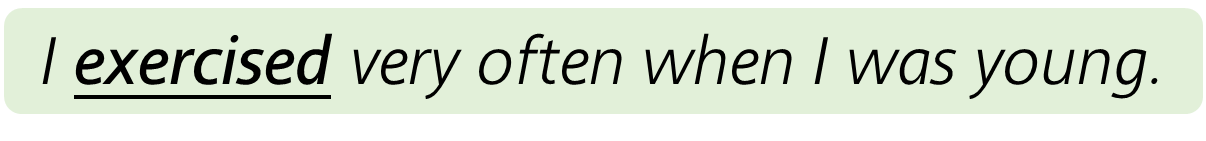 I exercised very often when I was young.